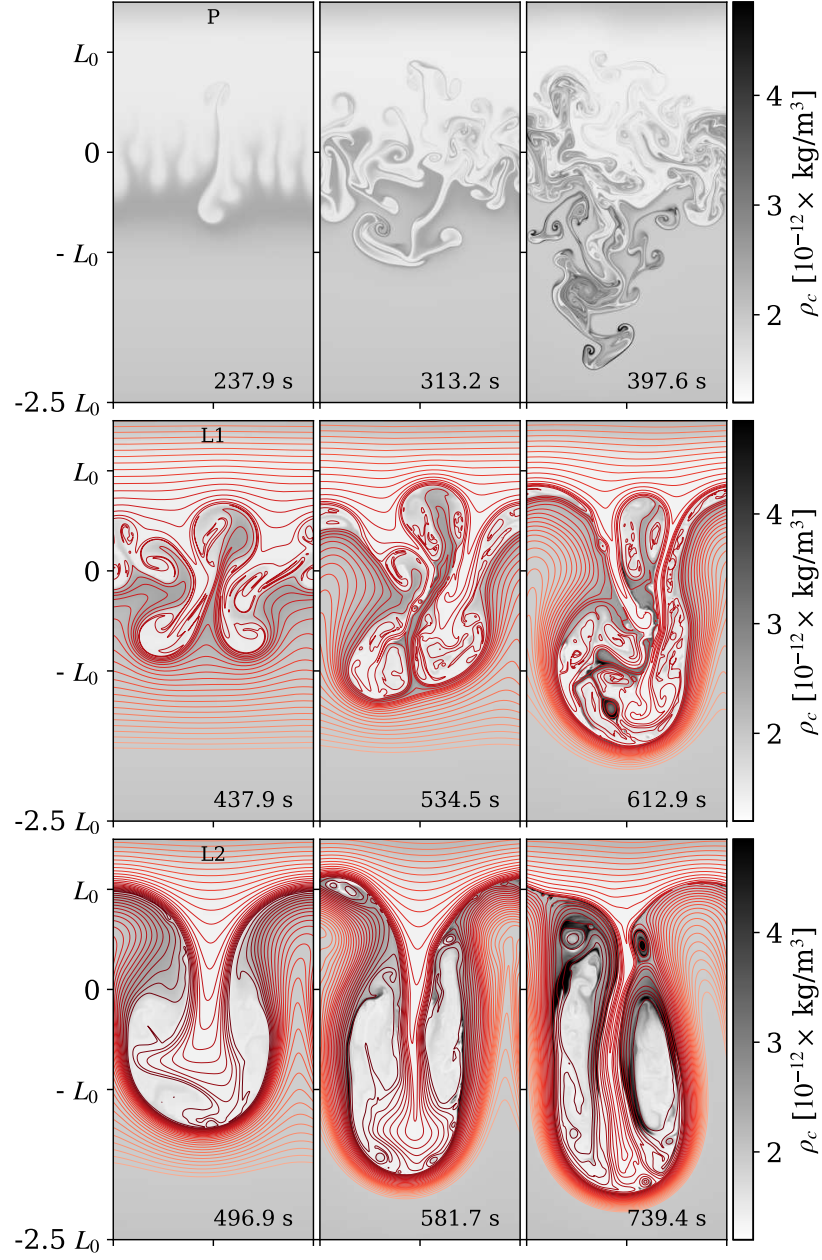 P
L₀
0
- L₀
-2.5 L₀
237.9 s
313.2 s
397.6 s
4
3
2
ρ_c [10⁻¹²× kg/m³]
L1
L₀
0
- L₀
-2.5 L₀
437.9 s
534.5 s
612.9 s
4
3
2
ρ_c [10⁻¹²× kg/m³]
L2
L₀
0
- L₀
-2.5 L₀
496.9 s
581.7 s
739.4 s
4
3
2
ρ_c [10⁻¹²× kg/m³]